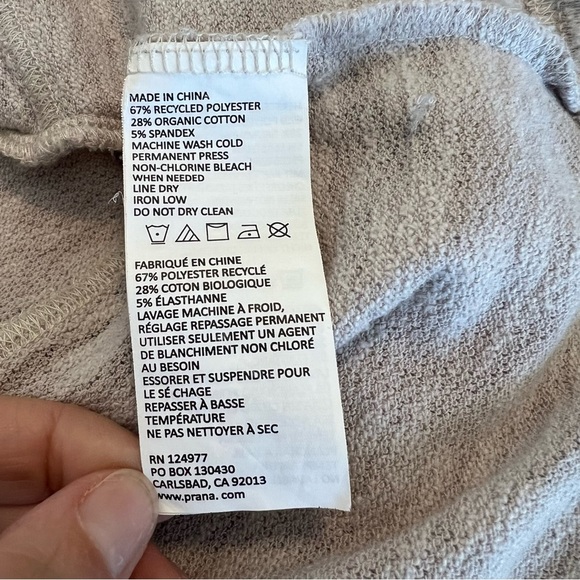 MADE IN CHINA
67% RECYCLED POLYESTER
28% ORGANIC COTTON
5% SPANDEX
MACHINE WASH COLD
PERMANENT PRESS
NON-CHLORINE BLEACH
WHEN NEEDED
LINE DRY
IRON LOW
DO NOT DRY CLEAN
FABRIQUÉ EN CHINE
67% POLYESTER RECYCLÉ
28% COTON BIOLOGIQUE
5% ÉLASTHANNE
LAVAGE MACHINE À FROID,
RÉGLAGE REPASSAGE PERMANENT
UTILISER SEULEMENT UN AGENT
DE BLANCHIMENT NON CHLORÉ
AU BESOIN
ESSORER ET SUSPENDRE POUR
LE SÉ CHAGE
REPASSER À BASSE
TEMPÉRATURE
NE PAS NETTOYER À SEC
RN 124977
PO BOX 130430
CARLSBAD, CA 92013
www.prana. com